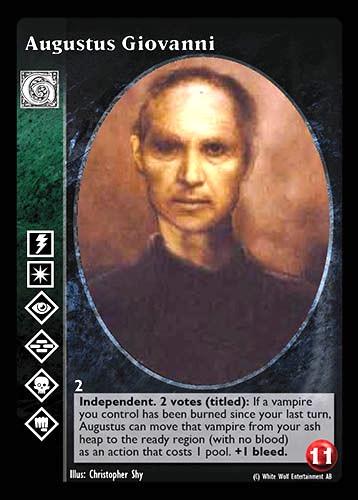 Augustus Giovanni
2
Independent. 2 votes (titled): If a vampire
you control has been burned since your last turn,
Augustus can move that vampire from your ash
heap to the ready region (with no blood)
as an action that costs 1 pool. +1 bleed.
11
Illus: Christopher Shy
(C) White Wolf Entertainment AB